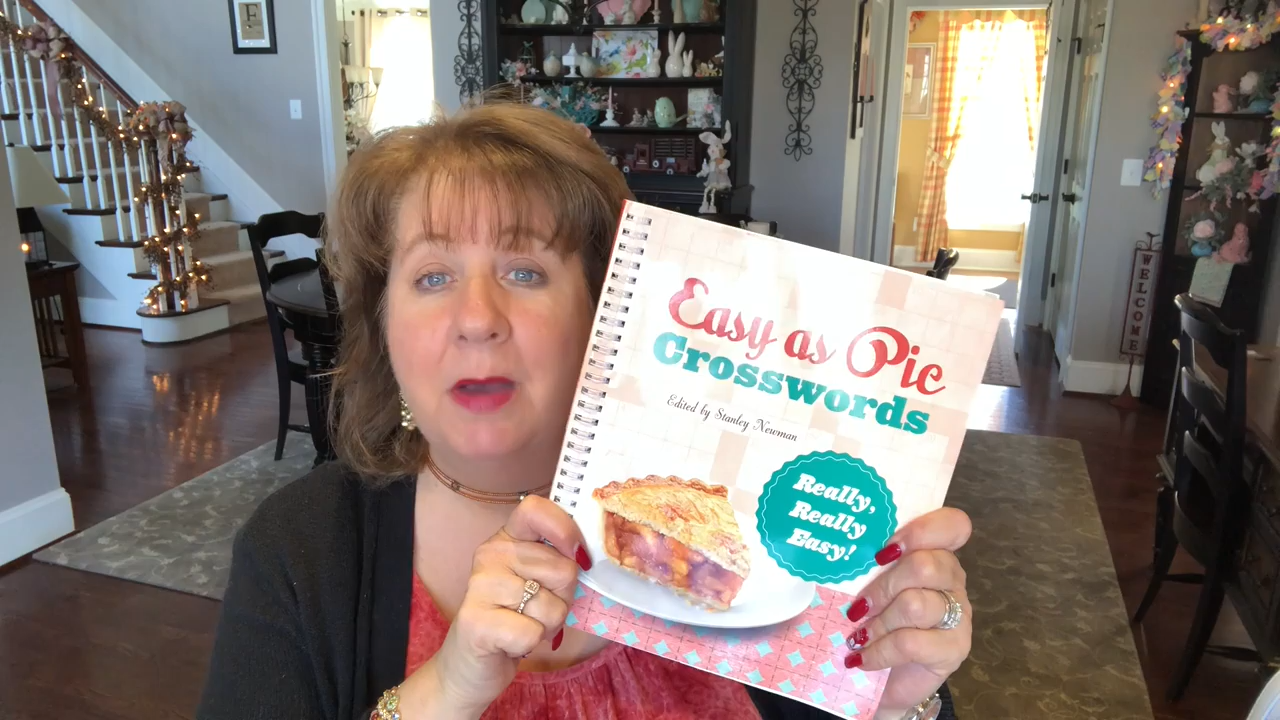 F
Easy as Pie
Crosswords
Edited by Stanley Newman
Really,
Really
Easy!
WELCOME